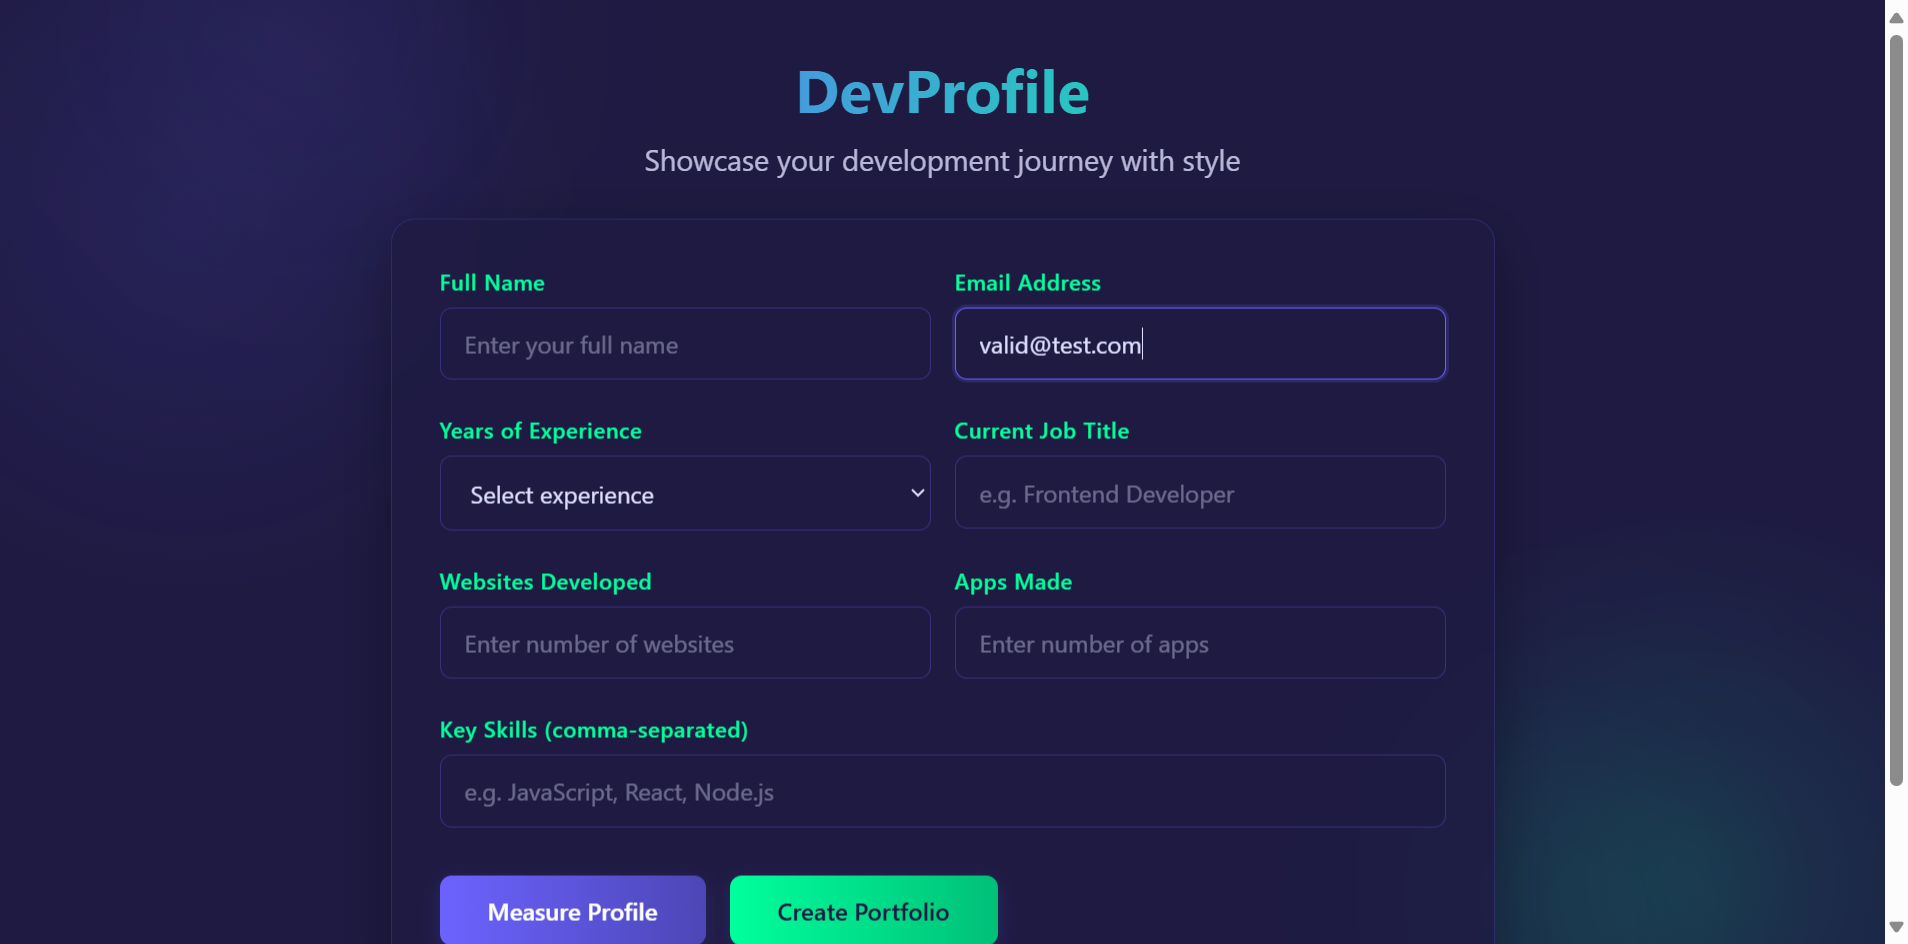 DevProfile
Showcase your development journey with style
Full Name
Enter your full name
Email Address
valid@test.com
Years of Experience
Select experience
Current Job Title
e.g. Frontend Developer
Websites Developed
Enter number of websites
Apps Made
Enter number of apps
Key Skills (comma-separated)
e.g. JavaScript, React, Node.js
Measure Profile
Create Portfolio